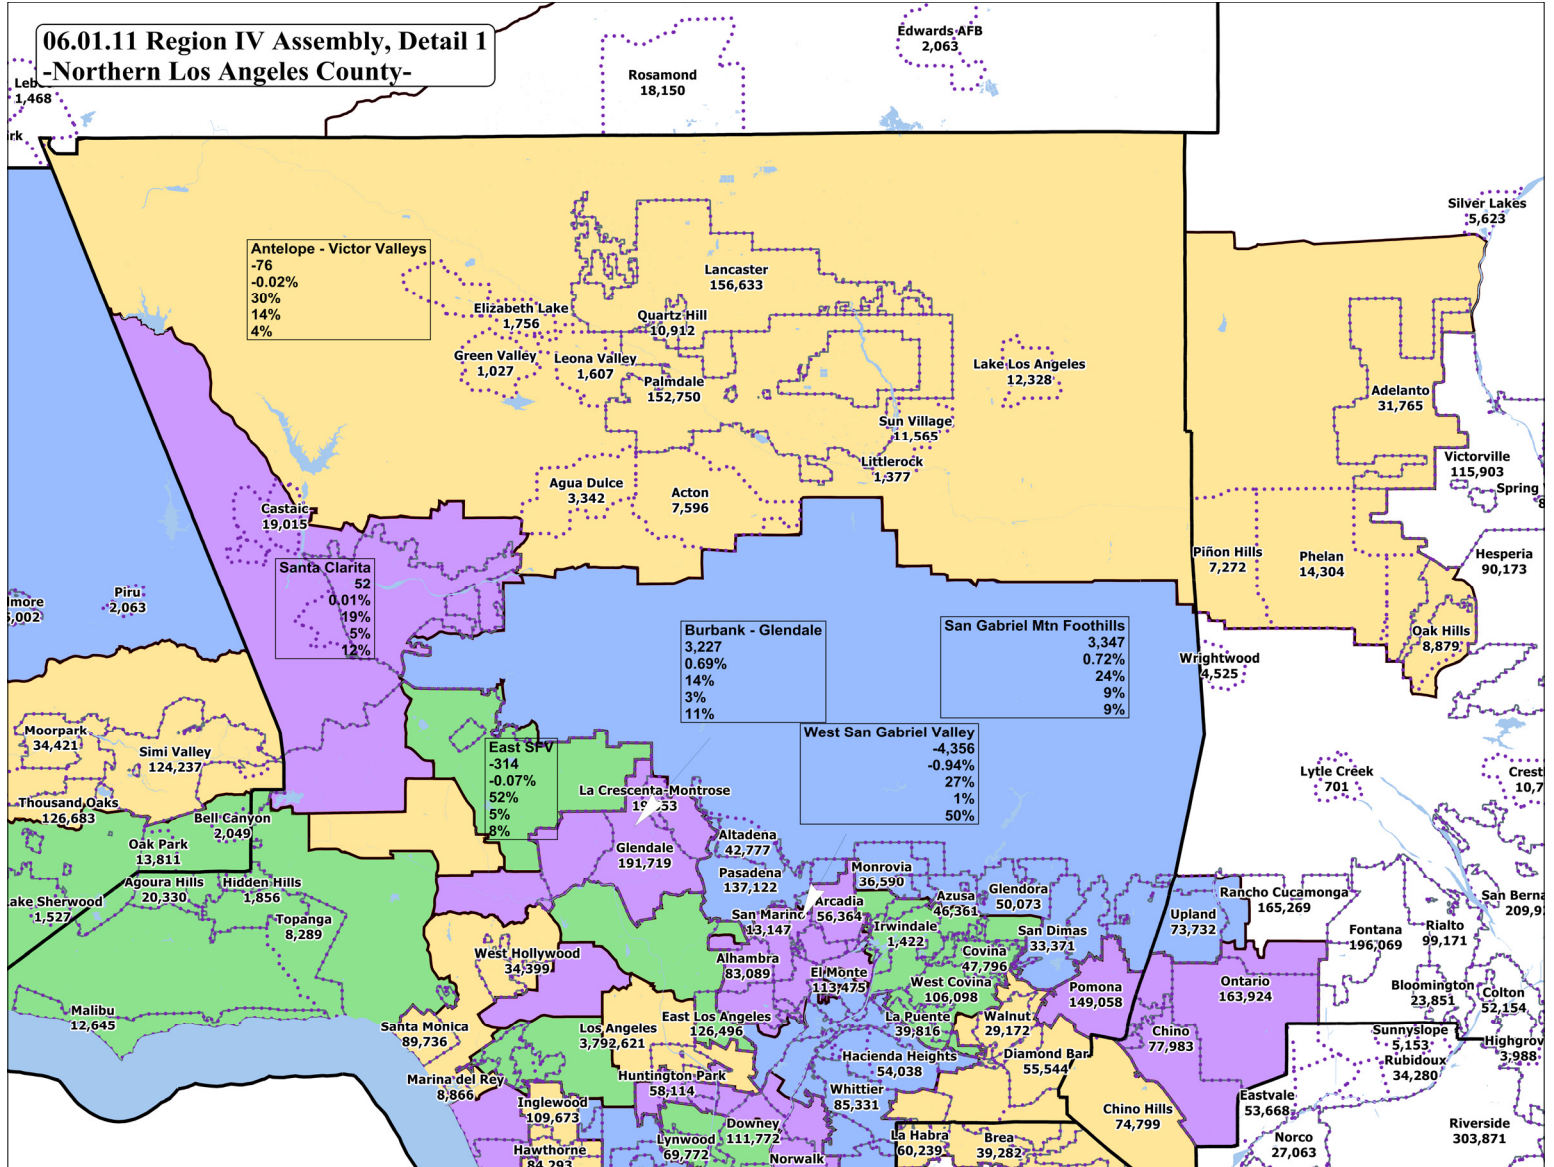 06.01.11 Region IV Assembly, Detail 1
-Northern Los Angeles County-
1,468
Rosamond
18,150
Edwards AFB
2,063
Silver Lakes
5,623
Antelope - Victor Valleys
-76
-0.02%
30%
14%
4%
Lancaster
156,633
Elizabeth Lake
1,756
Quartz Hill
10,912
Green Valley
1,027
Leona Valley
1,607
Palmdale
152,750
Lake Los Angeles
12,328
Adelanto
31,765
Sun Village
11,565
Littlerock
1,377
Victorville
115,903
Spring
Agua Dulce
3,342
Acton
7,596
Castaic
19,015
Piñon Hills
7,272
Phelan
14,304
Hesperia
90,173
Santa Clarita
52
0.01%
19%
5%
12%
Piru
2,063
Oak Hills
8,879
Wrightwood
4,525
Burbank - Glendale
3,227
0.69%
14%
3%
11%
San Gabriel Mtn Foothills
3,347
0.72%
24%
9%
9%
West San Gabriel Valley
-4,356
-0.94%
27%
1%
50%
East SFV
-314
-0.07%
52%
5%
8%
Moorpark
34,421
Simi Valley
124,237
Thousand Oaks
126,683
Bell Canyon
2,049
Oak Park
13,811
La Crescenta-Montrose
Lytle Creek
701
Glendale
191,719
Altadena
42,777
Pasadena
137,122
Monrovia
36,590
Arcadia
56,364
San Marino
13,147
Azusa
46,361
Glendora
50,073
Irwindale
1,422
San Dimas
33,371
Upland
73,732
Rancho Cucamonga
165,269
Fontana
196,069
Rialto
99,171
San Bern
Lake Sherwood
1,527
Agoura Hills
20,330
Hidden Hills
1,856
Topanga
8,289
West Hollywood
34,399
Alhambra
83,089
El Monte
113,475
Covina
47,796
West Covina
106,098
Pomona
149,058
Ontario
163,924
Bloomington
23,851
Colton
52,154
Malibu
12,645
Santa Monica
89,736
Los Angeles
3,792,621
East Los Angeles
126,496
La Puente
39,816
Walnut
29,172
Diamond Bar
55,544
Chino
77,983
Sunnyslope
5,153
Rubidoux
34,280
Highgrov
3,988
Marina del Rey
8,866
Huntington Park
58,114
Hacienda Heights
54,038
Whittier
85,331
Inglewood
109,673
Hawthorne
84,293
Lynwood
69,772
Downey
111,772
Norwalk
La Habra
60,239
Brea
39,282
Chino Hills
74,799
Eastvale
53,668
Norco
27,063
Riverside
303,871